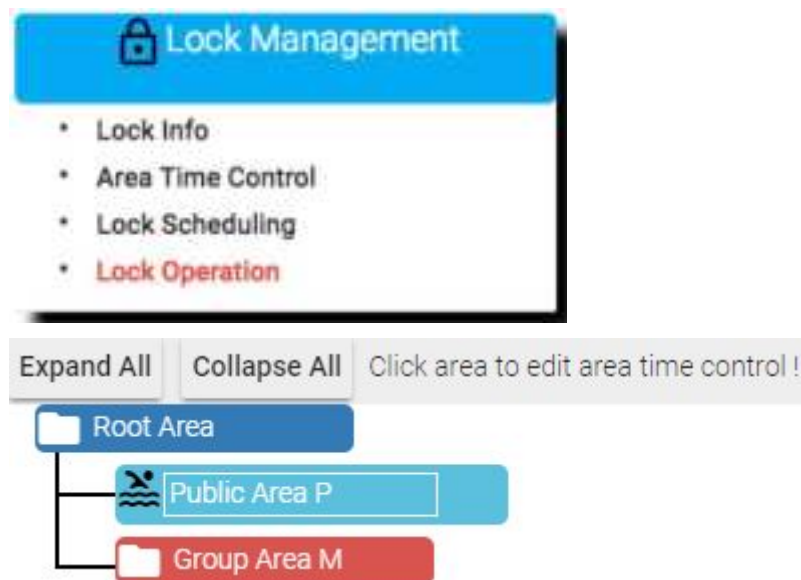 Lock Management
• Lock Info
• Area Time Control
• Lock Scheduling
• Lock Operation
Expand All Collapse All Click area to edit area time control !
Root Area
Public Area P
Group Area M